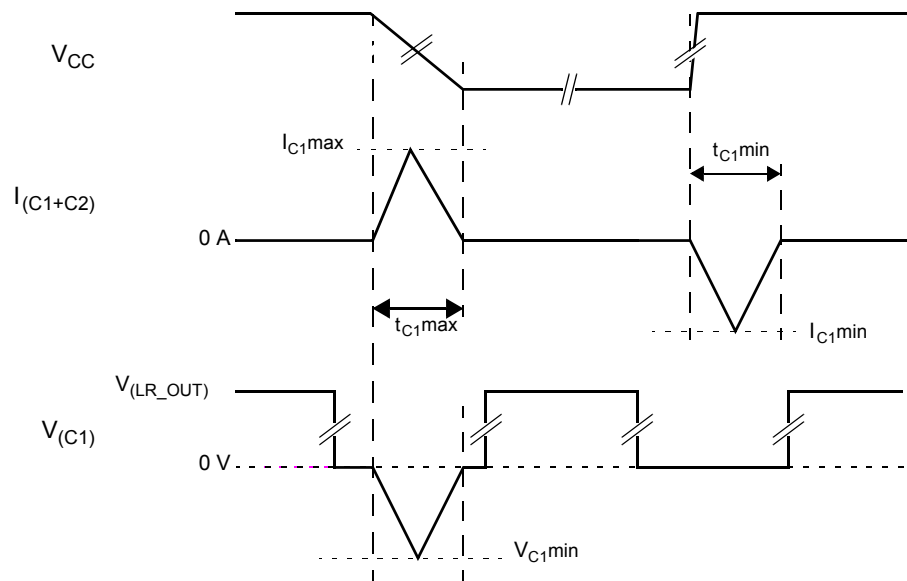 V_CC
I_C1max
t_C1min
I_(C1+C2)
0 A
t_C1max
I_C1min
V_(LR_OUT)
V_(C1)
0 V
V_C1min